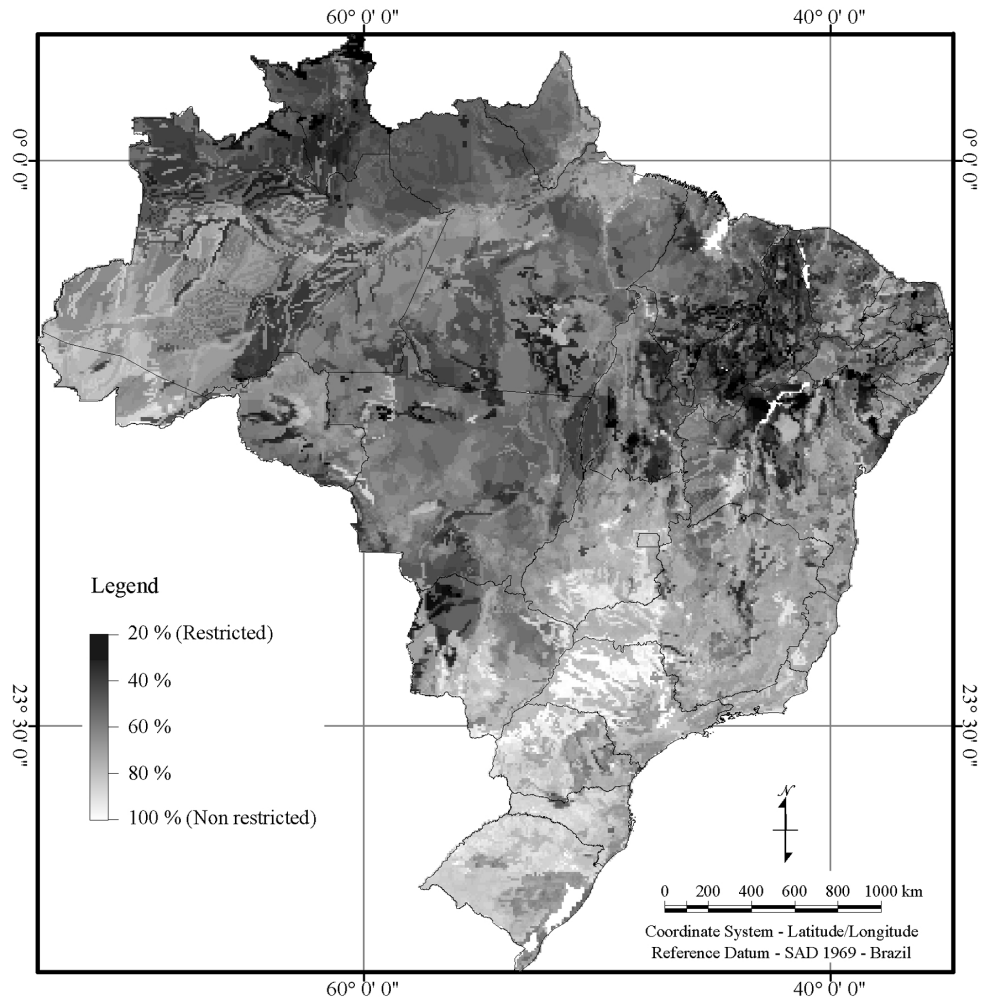 60° 0' 0"
40° 0' 0"
0° 0' 0"
0° 0' 0"
Legend
20 % (Restricted)
40 %
60 %
80 %
100 % (Non restricted)
23° 30' 0"
23° 30' 0"
N
0 200 400 600 800 1000 km
Coordinate System - Latitude/Longitude
Reference Datum - SAD 1969 - Brazil
60° 0' 0"
40° 0' 0"